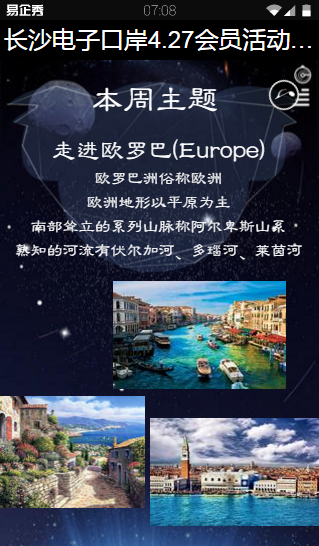 易企秀
07:08
长沙电子口岸4.27会员活动...
本周主题
走进欧罗巴(Europe)
欧罗巴洲俗称欧洲
欧洲地形以平原为主
南部耸立的系列山脉称阿尔卑斯山系
熟知的河流有伏尔加河、多瑙河、莱茵河